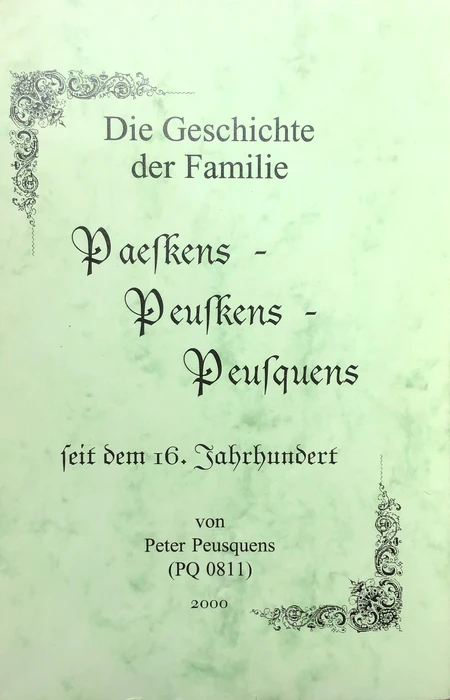 Die Geschichte
der Familie
Paeſkens -
Peuſkens -
Peuſquens
ſeit dem 16. Jahrhundert
von
Peter Peusquens
(PQ 0811)
2000